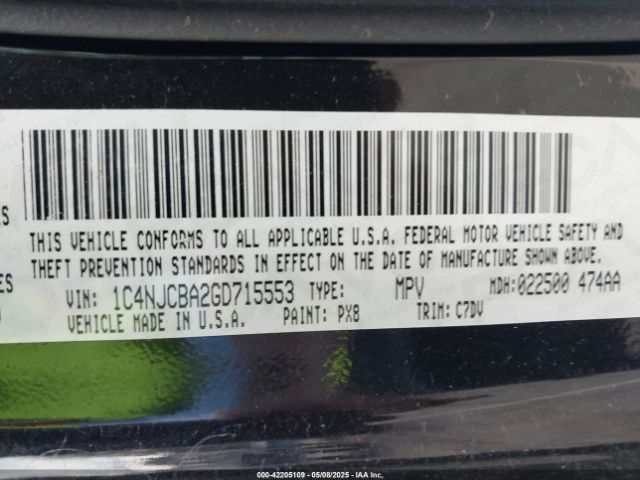 THIS VEHICLE CONFORMS TO ALL APPLICABLE U.S.A. FEDERAL MOTOR VEHICLE SAFETY AND
THEFT PREVENTION STANDARDS IN EFFECT ON THE DATE OF MANUFACTURE SHOWN ABOVE.
VIN: 1C4NJCBA2GD715553 TYPE: MPV MDH:022500 474AA
VEHICLE MADE IN U.S.A. PAINT: PX8 TRIM: C7DV
000-42205109 - 05/08/2025 - IAA Inc.